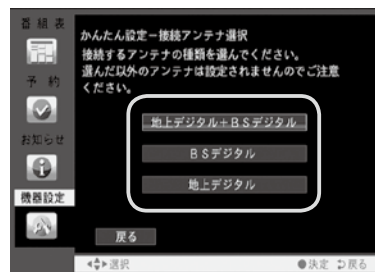 番組表
かんたん設定－接続アンテナ選択
接続するアンテナの種類を選んでください。
選んだ以外のアンテナは設定されませんのでご注意
ください。
予約
お知らせ
機器設定
地上デジタル＋ＢＳデジタル
ＢＳデジタル
地上デジタル
戻る
選択
決定
戻る